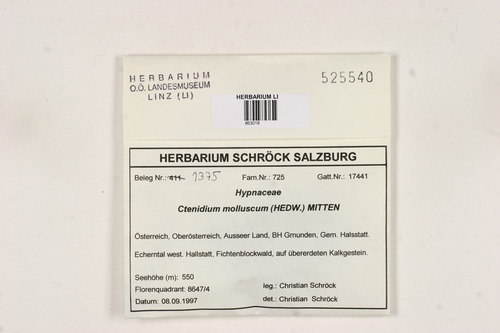 HERBARIUM
O.Ö. LANDESMUSEUM
LINZ (LI)
525540
HERBARIUM LI
863018
HERBARIUM SCHRÖCK SALZBURG
Beleg Nr.: 411 1375 Fam.Nr.: 725 Gatt.Nr.: 17441
Hypnaceae
Ctenidium molluscum (HEDW.) MITTEN
Österreich, Oberösterreich, Ausseer Land, BH Gmunden, Gem. Halsstatt.
Echerntal west. Hallstatt, Fichtenblockwald, auf übererdeten Kalkgestein.
Seehöhe (m): 550
Florenquadrant: 8647/4 leg.: Christian Schröck
Datum: 08.09.1997 det.: Christian Schröck